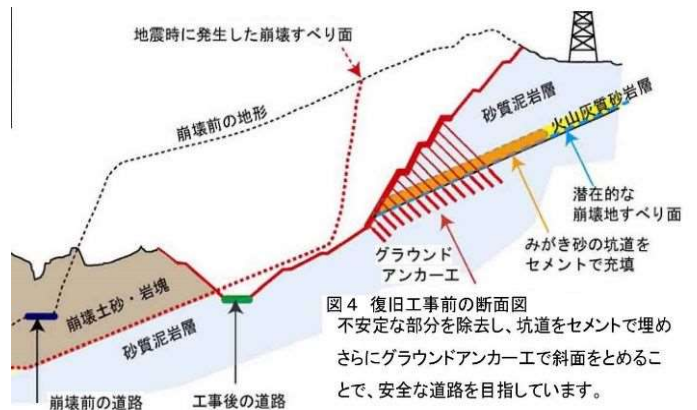 地震時に発生した崩壊すべり面
崩壊前の地形
砂質泥岩層
火山灰質砂岩層
潜在的な
崩壊地すべり面
みがき砂の坑道を
セメントで充填
グラウンド
アンカー工
崩壊土砂・岩塊
砂質泥岩層
崩壊前の道路
工事後の道路
図4 復旧工事前の断面図
不安定な部分を除去し、坑道をセメントで埋め
さらにグラウンドアンカー工で斜面をとめるこ
とで、安全な道路を目指しています。